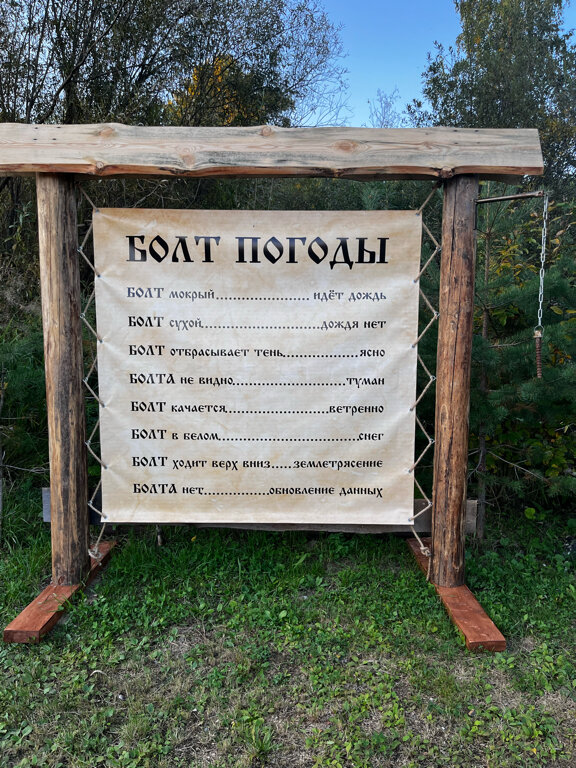 БОЛТ ПОГОДЫ
БОЛТ мокрый..................... идёт дождь
БОЛТ сухой...........................дождя нет
БОЛТ отбрасывает тень.................ясно
БОЛТА не видно.........................туман
БОЛТ качается.......................ветренно
БОЛТ в белом...............................снег
БОЛТ ходит верх вниз.....землетрясение
БОЛТА нет...............обновление данных